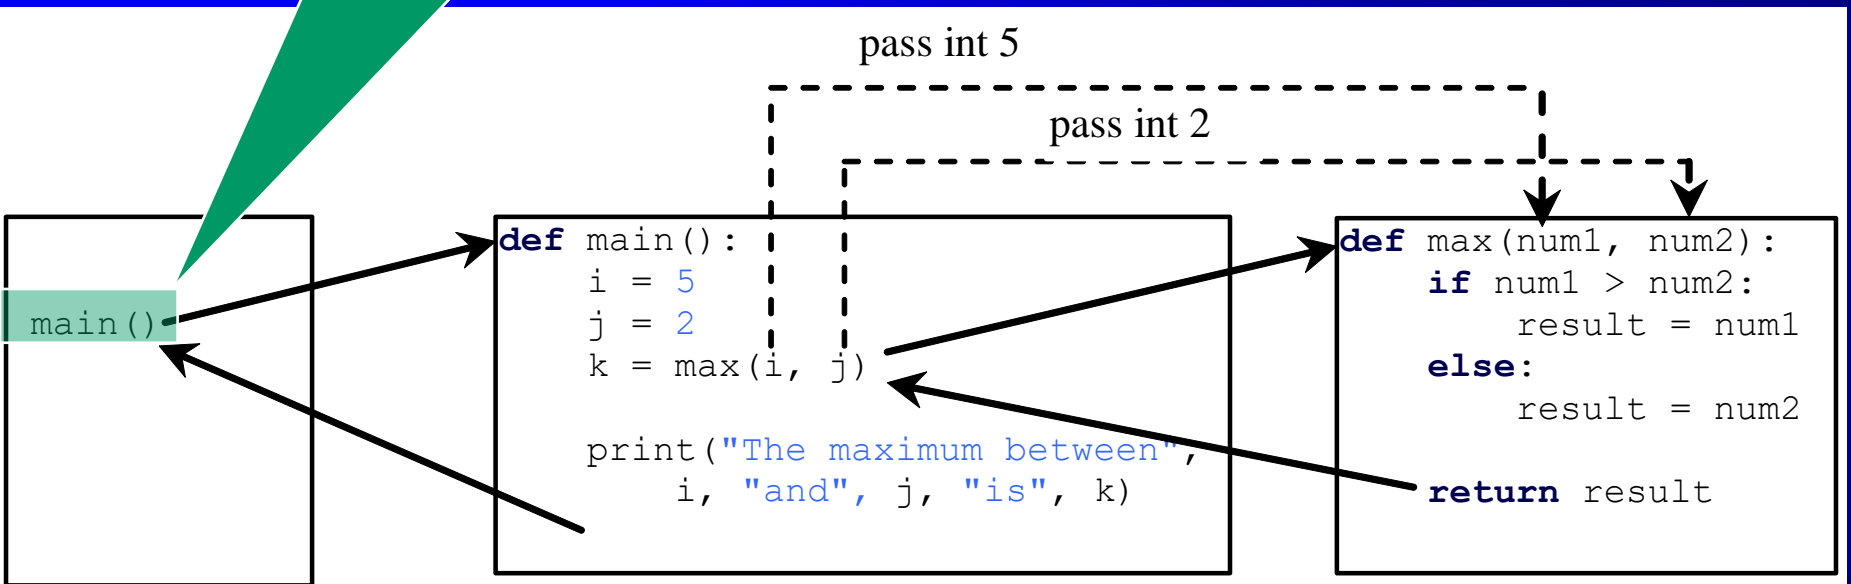 pass int 5
pass int 2
main()
def main():
    i = 5
    j = 2
    k = max(i, j)
    print("The maximum between",
        i, "and", j, "is", k)
def max(num1, num2):
    if num1 > num2:
        result = num1
    else:
        result = num2
    return result